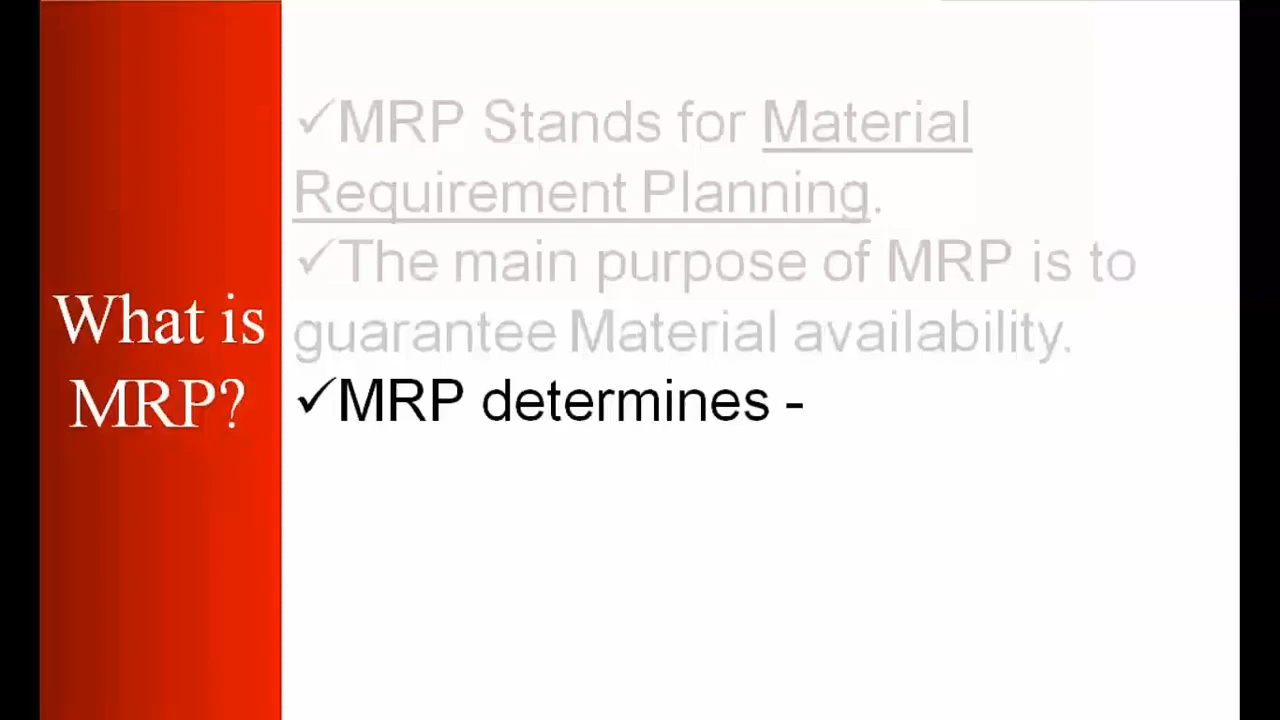 What is
MRP?
✓MRP Stands for Material
Requirement Planning.
✓The main purpose of MRP is to
guarantee Material availability.
✓MRP determines -